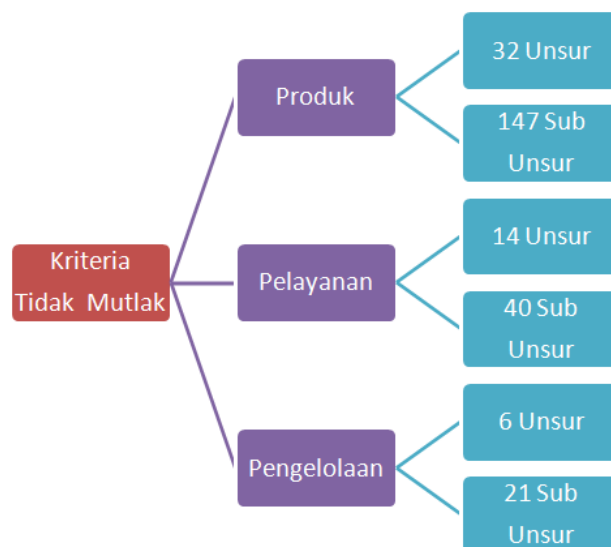 Kriteria
Tidak Mutlak
Produk
32 Unsur
147 Sub
Unsur
Pelayanan
14 Unsur
40 Sub
Unsur
Pengelolaan
6 Unsur
21 Sub
Unsur